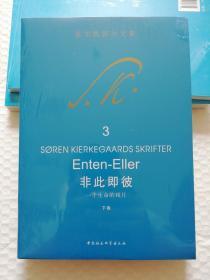 克尔凯郭尔文集
S. K.
3
SØREN KIERKEGAARDS SKRIFTER
Enten-Eller
非此即彼
一个生命的残片
下卷
中国社会科学出版社